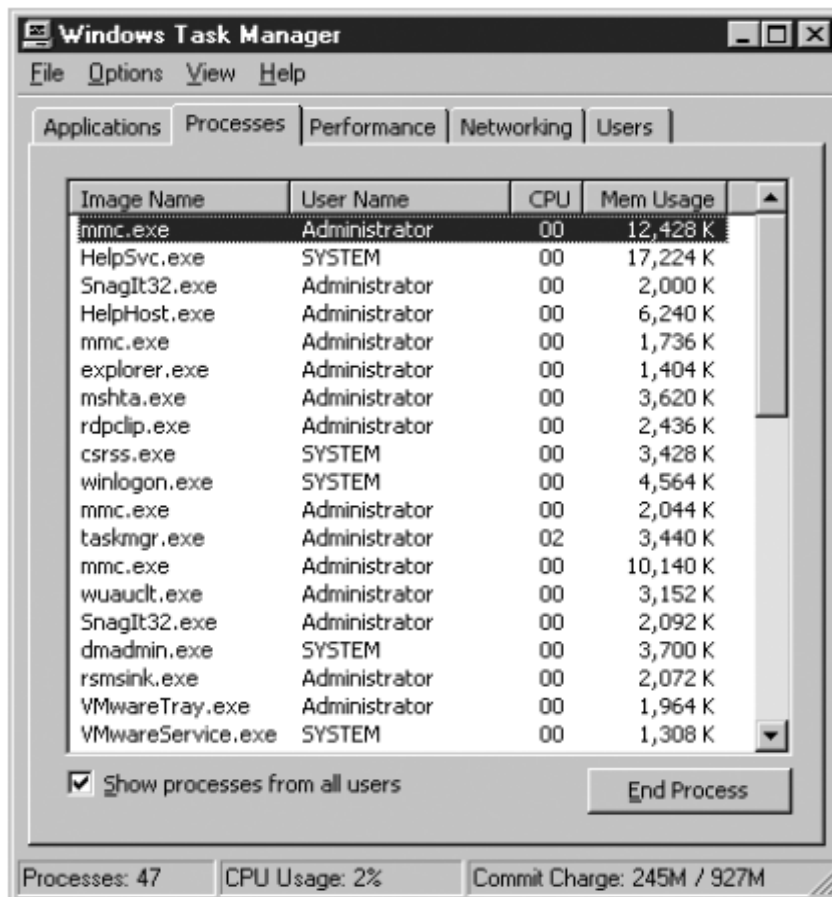 Windows Task Manager
File Options View Help
Applications Processes Performance Networking Users
Image Name User Name CPU Mem Usage
mmc.exe Administrator 00 12,428 K
HelpSvc.exe SYSTEM 00 17,224 K
SnagIt32.exe Administrator 00 2,000 K
HelpHost.exe Administrator 00 6,240 K
mmc.exe Administrator 00 1,736 K
explorer.exe Administrator 00 1,404 K
mshta.exe Administrator 00 3,620 K
rdpclip.exe Administrator 00 2,436 K
csrss.exe SYSTEM 00 3,428 K
winlogon.exe SYSTEM 00 4,564 K
mmc.exe Administrator 00 2,044 K
taskmgr.exe Administrator 02 3,440 K
mmc.exe Administrator 00 10,140 K
wuauclt.exe Administrator 00 3,152 K
SnagIt32.exe Administrator 00 2,092 K
dmadmin.exe SYSTEM 00 3,700 K
rsmsink.exe Administrator 00 2,072 K
VMwareTray.exe Administrator 00 1,964 K
VMwareService.exe SYSTEM 00 1,308 K
Show processes from all users
End Process
Processes: 47 CPU Usage: 2% Commit Charge: 245M / 927M